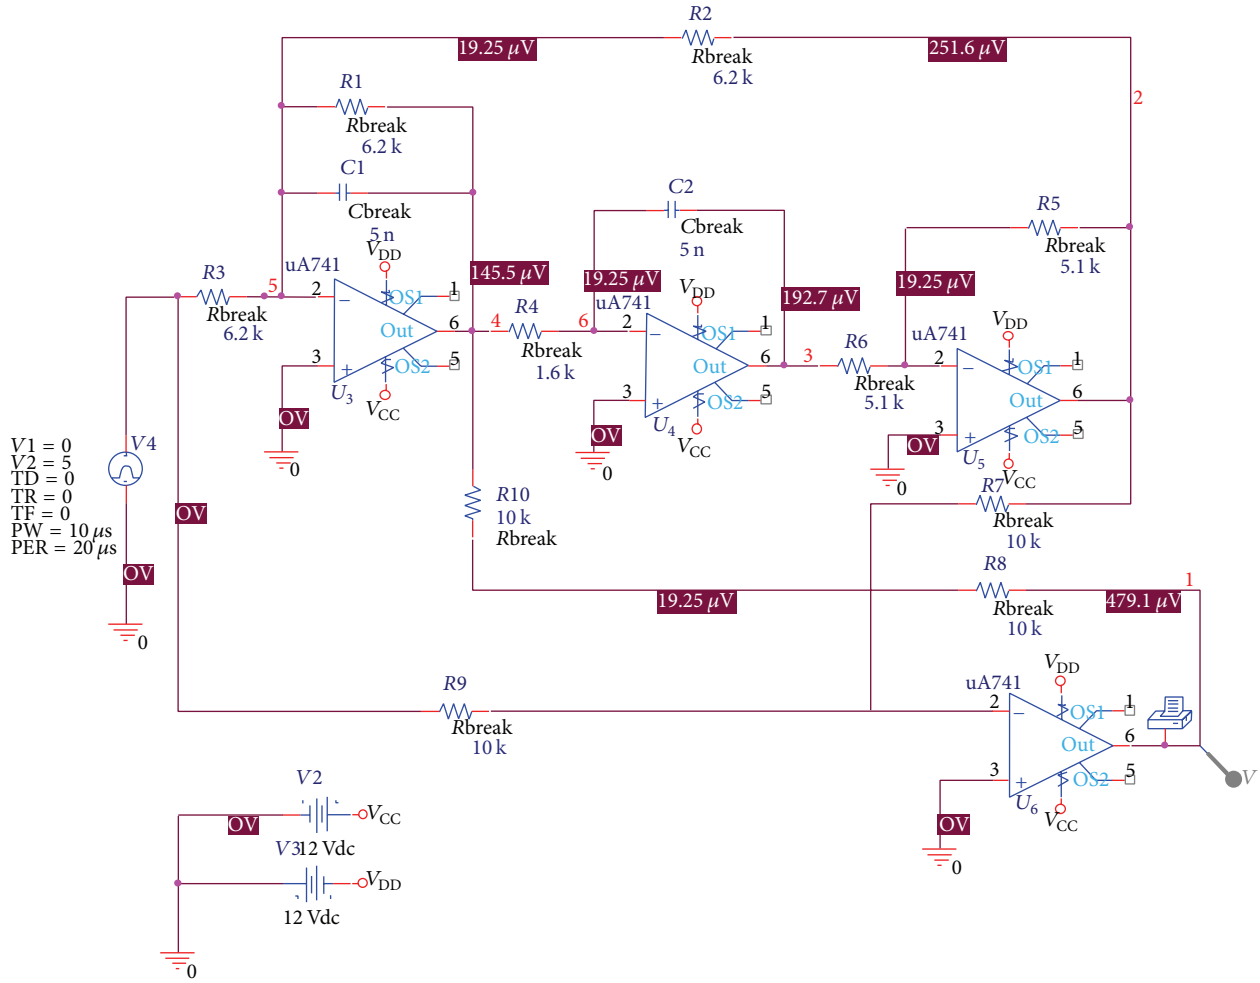 R2
19.25 µV
Rbreak
6.2 k
251.6 µV
2
R1
Rbreak
6.2 k
C1
Cbreak
5 n
C2
Cbreak
5 n
R5
Rbreak
5.1 k
R3
5
Rbreak
6.2 k
uA741
VDD
2
−
OS1
1
Out
6
3
+
OS2
5
U3
VCC
0V
0
145.5 µV
4
R4
Rbreak
1.6 k
6
19.25 µV
uA741
VDD
2
−
OS1
1
Out
6
3
+
OS2
5
U4
VCC
0V
0
192.7 µV
3
R6
Rbreak
5.1 k
19.25 µV
uA741
VDD
2
−
OS1
1
Out
6
3
+
OS2
5
U5
VCC
0V
0
V4
V1 = 0
V2 = 5
TD = 0
TR = 0
TF = 0
PW = 10 µs
PER = 20 µs
0V
0
0V
R10
10 k
Rbreak
R7
Rbreak
10 k
R8
Rbreak
10 k
19.25 µV
479.1 µV
1
R9
Rbreak
10 k
uA741
VDD
2
−
OS1
1
Out
6
3
+
OS2
5
U6
VCC
0V
0
V
V2
VCC
0V
12 Vdc
V3
VDD
12 Vdc
0